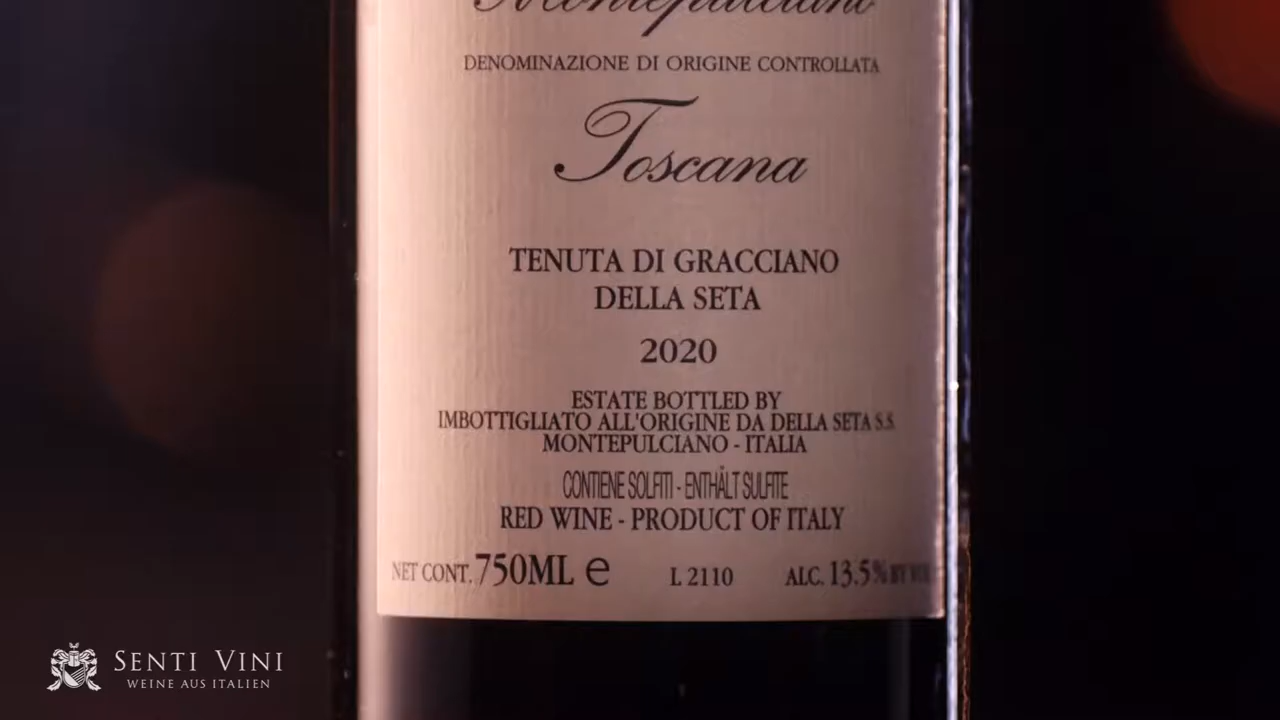 Montepulciano
DENOMINAZIONE DI ORIGINE CONTROLLATA
Toscana
TENUTA DI GRACCIANO
DELLA SETA
2020
ESTATE BOTTLED BY
IMBOTTIGLIATO ALL'ORIGINE DA DELLA SETA S.S.
MONTEPULCIANO - ITALIA
CONTIENE SOLFITI - ENTHÄLT SULFITE
RED WINE - PRODUCT OF ITALY
NET CONT. 750ML e L 2110 ALC. 13.5% BY
SENTI VINI
WEINE AUS ITALIEN